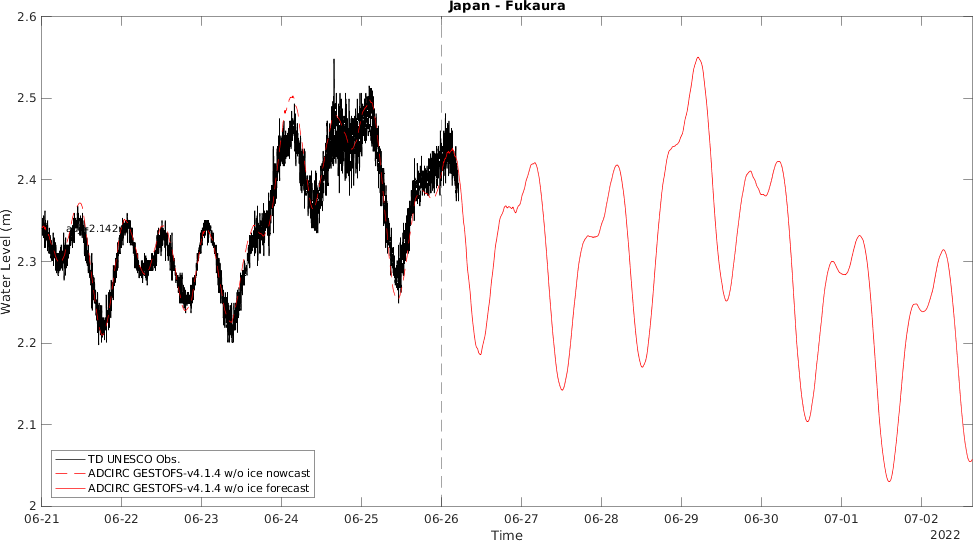 Japan - Fukaura
2.6
2.5
2.4
2.3
2.2
2.1
2
Water Level (m)
2.142
TD UNESCO Obs.
ADCIRC GESTOFS-v4.1.4 w/o ice nowcast
ADCIRC GESTOFS-v4.1.4 w/o ice forecast
06-21 06-22 06-23 06-24 06-25 06-26 06-27 06-28 06-29 06-30 07-01 07-02
Time
2022